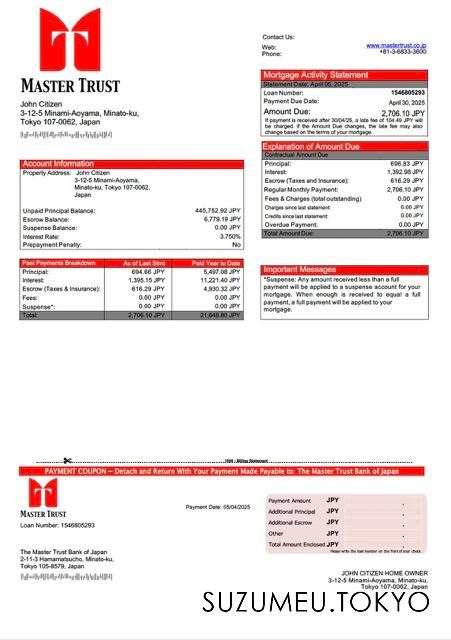 MASTER TRUST
John Citizen
3-12-5 Minami-Aoyama, Minato-ku,
Tokyo 107-0062, Japan
Contact Us:
Web: www.mastertrust.co.jp
Phone: +81-3-6833-3600
Mortgage Activity Statement
Statement Date: April 05, 2025
Loan Number: 1546805293
Payment Due Date: April 30, 2025
Amount Due: 2,706.10 JPY
If payment is received after 30/04/25, a late fee of 104.49 JPY will
be charged. If the Amount Due changes, the late fee may also
change based on the terms of your mortgage.
Explanation of Amount Due
Contractual Amount Due
Principal: 696.83 JPY
Interest: 1,392.98 JPY
Escrow (Taxes and Insurance): 616.29 JPY
Regular Monthly Payment: 2,706.10 JPY
Fees & Charges (total outstanding) 0.00 JPY
Charges since last statement: 0.00 JPY
Credits since last statement: 0.00 JPY
Overdue Payment: 0.00 JPY
Total Amount Due: 2,706.10 JPY
Account Information
Property Address: John Citizen
3-12-5 Minami-Aoyama,
Minato-ku, Tokyo 107-0062,
Japan
Unpaid Principal Balance: 445,752.92 JPY
Escrow Balance: 6,779.19 JPY
Suspense Balance: 0.00 JPY
Interest Rate: 3.750%
Prepayment Penalty: No
Past Payments Breakdown As of Last Stmt Paid Year to Date
Principal: 694.66 JPY 5,497.08 JPY
Interest: 1,395.15 JPY 11,221.40 JPY
Escrow (Taxes & Insurance): 616.29 JPY 4,930.32 JPY
Fees: 0.00 JPY 0.00 JPY
Suspense*: 0.00 JPY 0.00 JPY
Total: 2,706.10 JPY 21,648.80 JPY
Important Messages
*Suspense: Any amount received less than a full
payment will be applied to a suspense account for your
mortgage. When enough is received to equal a full
payment, a full payment will be applied to your
mortgage.
PAYMENT COUPON – Detach and Return With Your Payment Made Payable to: The Master Trust Bank of Japan
MASTER TRUST
Loan Number: 1546805293
Payment Date: 05/04/2025
Payment Amount JPY .
Additional Principal JPY .
Additional Escrow JPY .
Other JPY .
Total Amount Enclosed JPY .
Please write the loan number on the front of your check
The Master Trust Bank of Japan
2-11-3 Hamamatsucho, Minato-ku,
Tokyo 105-8579, Japan
JOHN CITIZEN HOME OWNER
3-12-5 Minami-Aoyama, Minato-ku,
Tokyo 107-0062, Japan
SUZUMEU.TOKYO